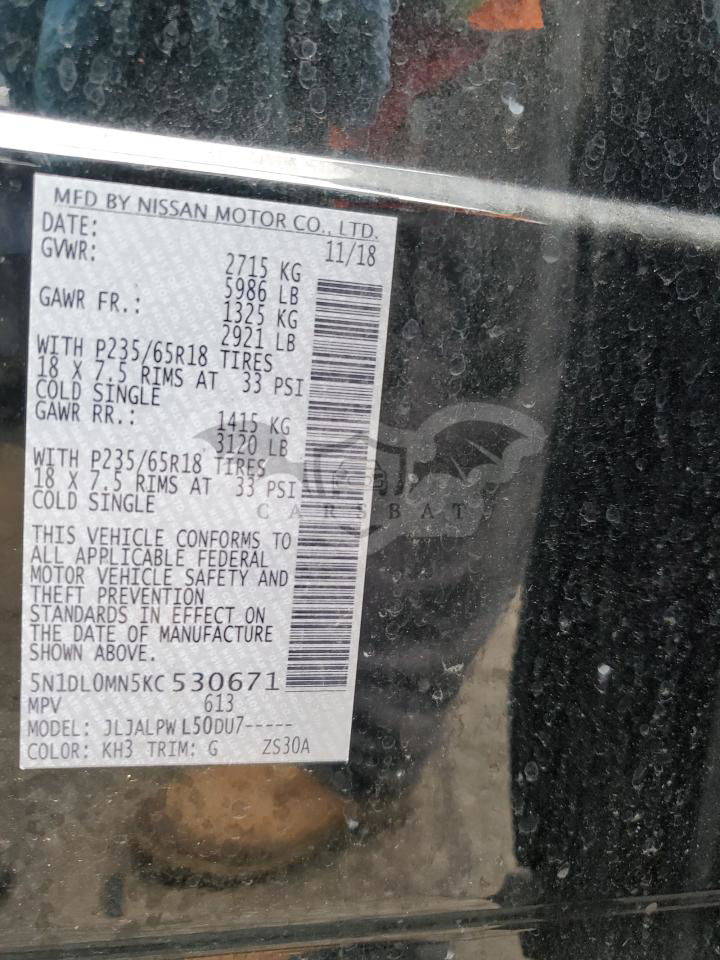 MFD BY NISSAN MOTOR CO., LTD.
DATE: 11/18
GVWR: 2715 KG
5986 LB
GAWR FR.: 1325 KG
2921 LB
WITH P235/65R18 TIRES
18 X 7.5 RIMS AT 33 PSI
COLD SINGLE
GAWR RR.: 1415 KG
3120 LB
WITH P235/65R18 TIRES
18 X 7.5 RIMS AT 33 PSI
COLD SINGLE
THIS VEHICLE CONFORMS TO
ALL APPLICABLE FEDERAL
MOTOR VEHICLE SAFETY AND
THEFT PREVENTION
STANDARDS IN EFFECT ON
THE DATE OF MANUFACTURE
SHOWN ABOVE.
5N1DL0MN5KC530671
MPV 613
MODEL: JLJALPW L50DU7-----
COLOR: KH3 TRIM: G ZS30A
CARSBAT